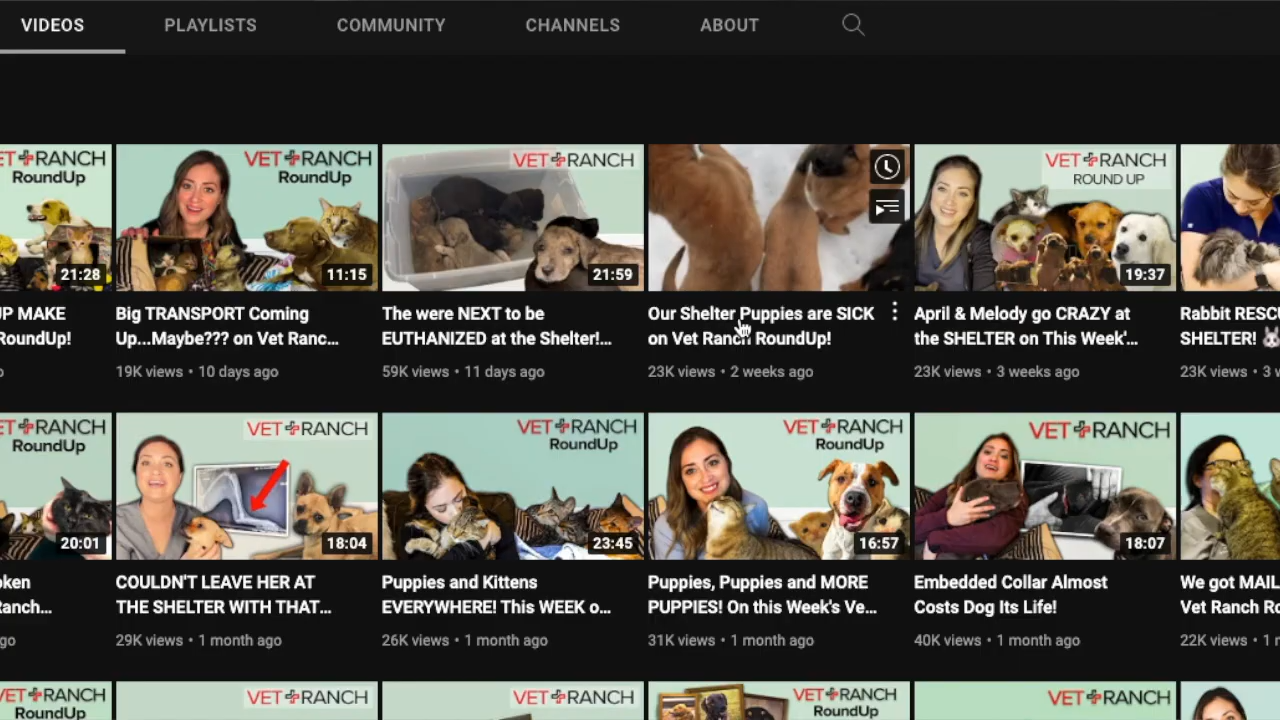 VIDEOS PLAYLISTS COMMUNITY CHANNELS ABOUT
ET RANCH
VET RANCH
RoundUp
VET RANCH
VET RANCH
ROUND UP
21:28
11:15
21:59
19:37
UP MAKE
RoundUp!
Big TRANSPORT Coming
Up...Maybe??? on Vet Ranc...
19K views • 10 days ago
The were NEXT to be
EUTHANIZED at the Shelter!...
59K views • 11 days ago
Our Shelter Puppies are SICK
on Vet Ranch RoundUp!
23K views • 2 weeks ago
April & Melody go CRAZY at
the SHELTER on This Week'...
23K views • 3 weeks ago
Rabbit RESCU
SHELTER!
23K views • 3 w
ET RANCH
RoundUp
VET RANCH
VET RANCH
RoundUp
VET RANCH
RoundUp
VET RANCH
20:01
18:04
23:45
16:57
18:07
oken
Ranch...
go
COULDN'T LEAVE HER AT
THE SHELTER WITH THAT...
29K views • 1 month ago
Puppies and Kittens
EVERYWHERE! This WEEK o...
26K views • 1 month ago
Puppies, Puppies and MORE
PUPPIES! On this Week's Ve...
31K views • 1 month ago
Embedded Collar Almost
Costs Dog Its Life!
40K views • 1 month ago
We got MAIL
Vet Ranch Ro
22K views • 1 m
VET RANCH
RoundUp
VET RANCH
VET RANCH
VET RANCH
RoundUp
VET RANCH